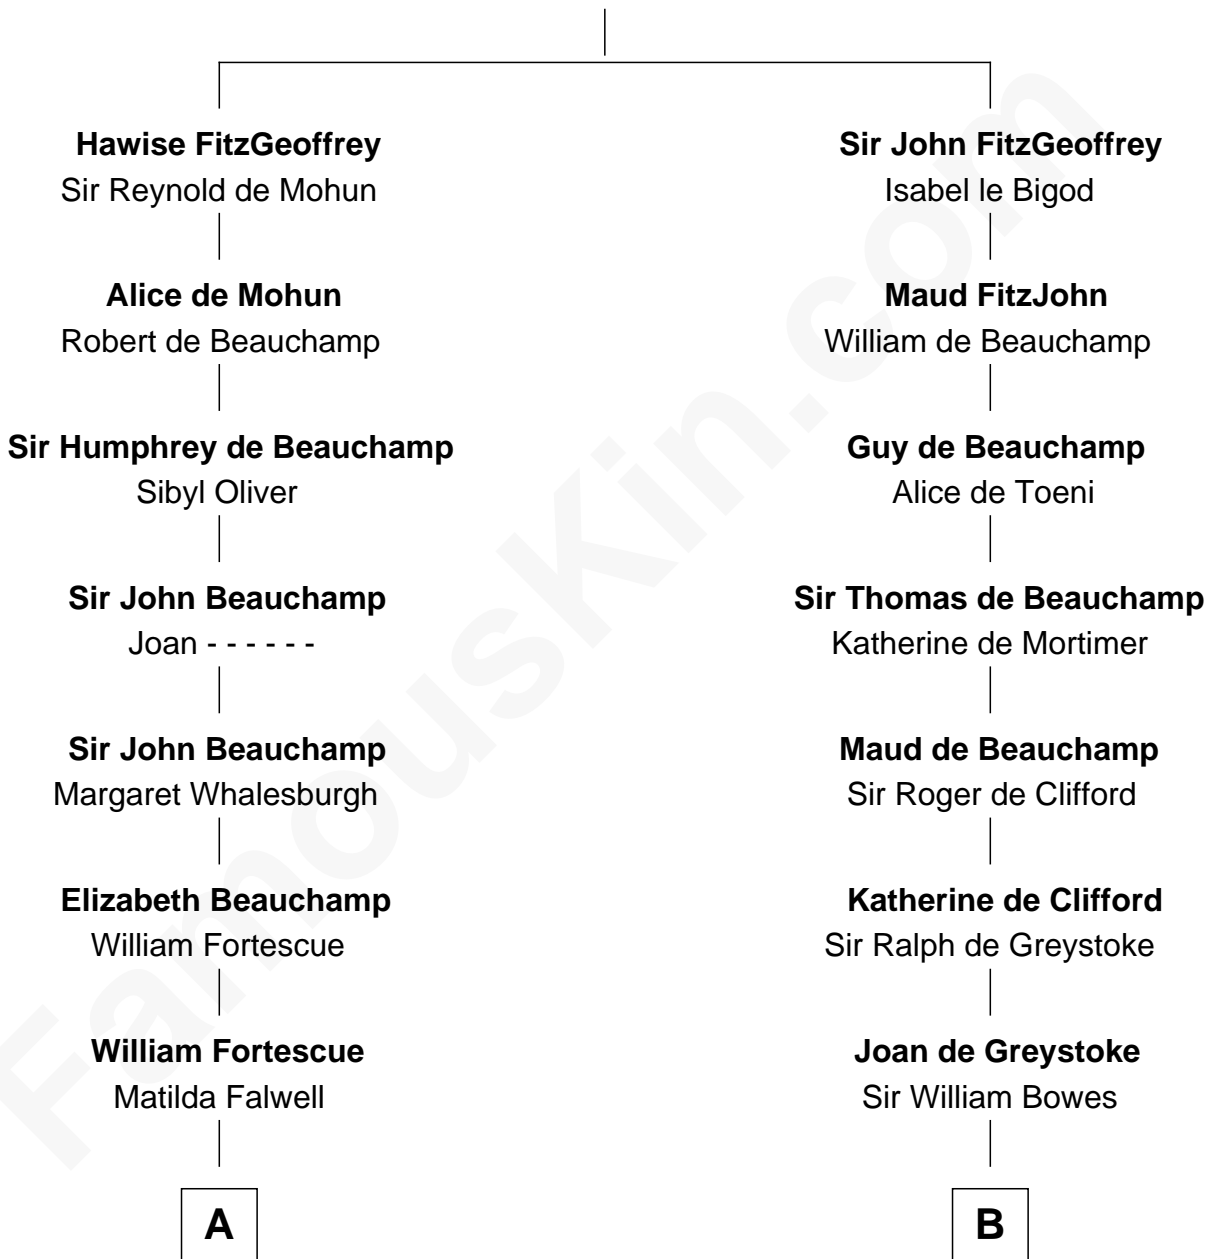 Hawise FitzGeoffrey
Sir Reynold de Mohun
Alice de Mohun
Robert de Beauchamp
Sir Humphrey de Beauchamp
Sibyl Oliver
Sir John Beauchamp
Joan - - - - - -
Sir John Beauchamp
Margaret Whalesburgh
Elizabeth Beauchamp
William Fortescue
William Fortescue
Matilda Falwell
A
Sir John FitzGeoffrey
Isabel le Bigod
Maud FitzJohn
William de Beauchamp
Guy de Beauchamp
Alice de Toeni
Sir Thomas de Beauchamp
Katherine de Mortimer
Maud de Beauchamp
Sir Roger de Clifford
Katherine de Clifford
Sir Ralph de Greystoke
Joan de Greystoke
Sir William Bowes
B
FamousKin.com